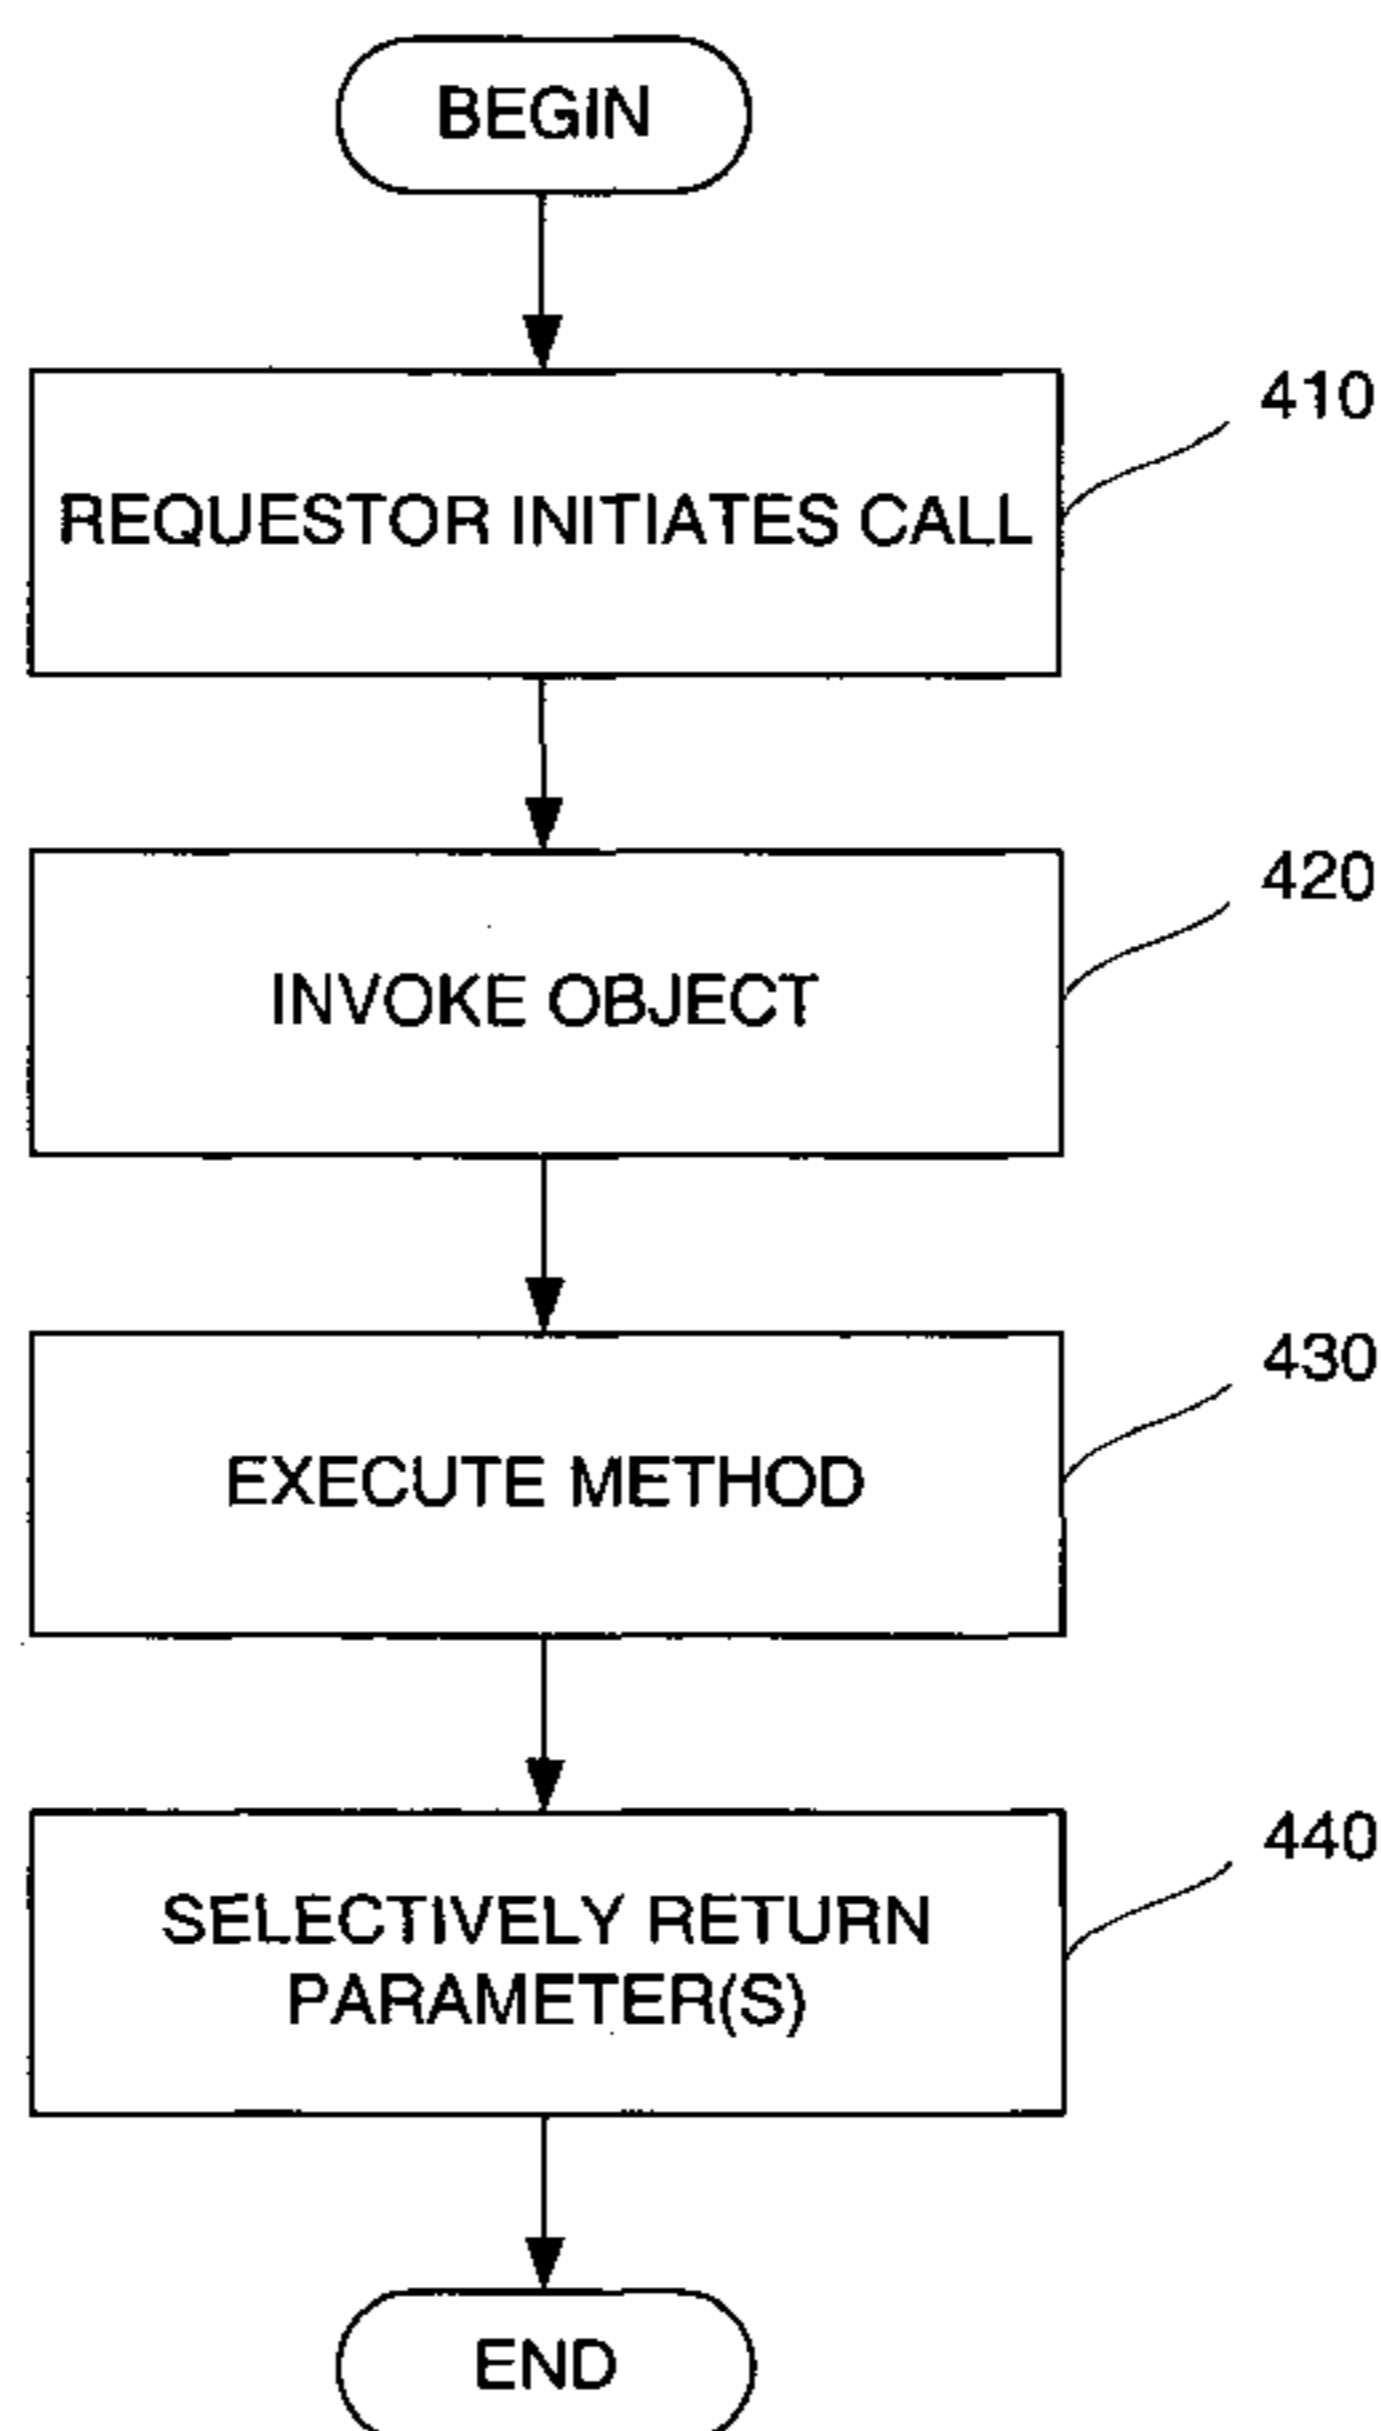 BEGIN
410
REQUESTOR INITIATES CALL
420
INVOKE OBJECT
430
EXECUTE METHOD
440
SELECTIVELY RETURN
PARAMETER(S)
END